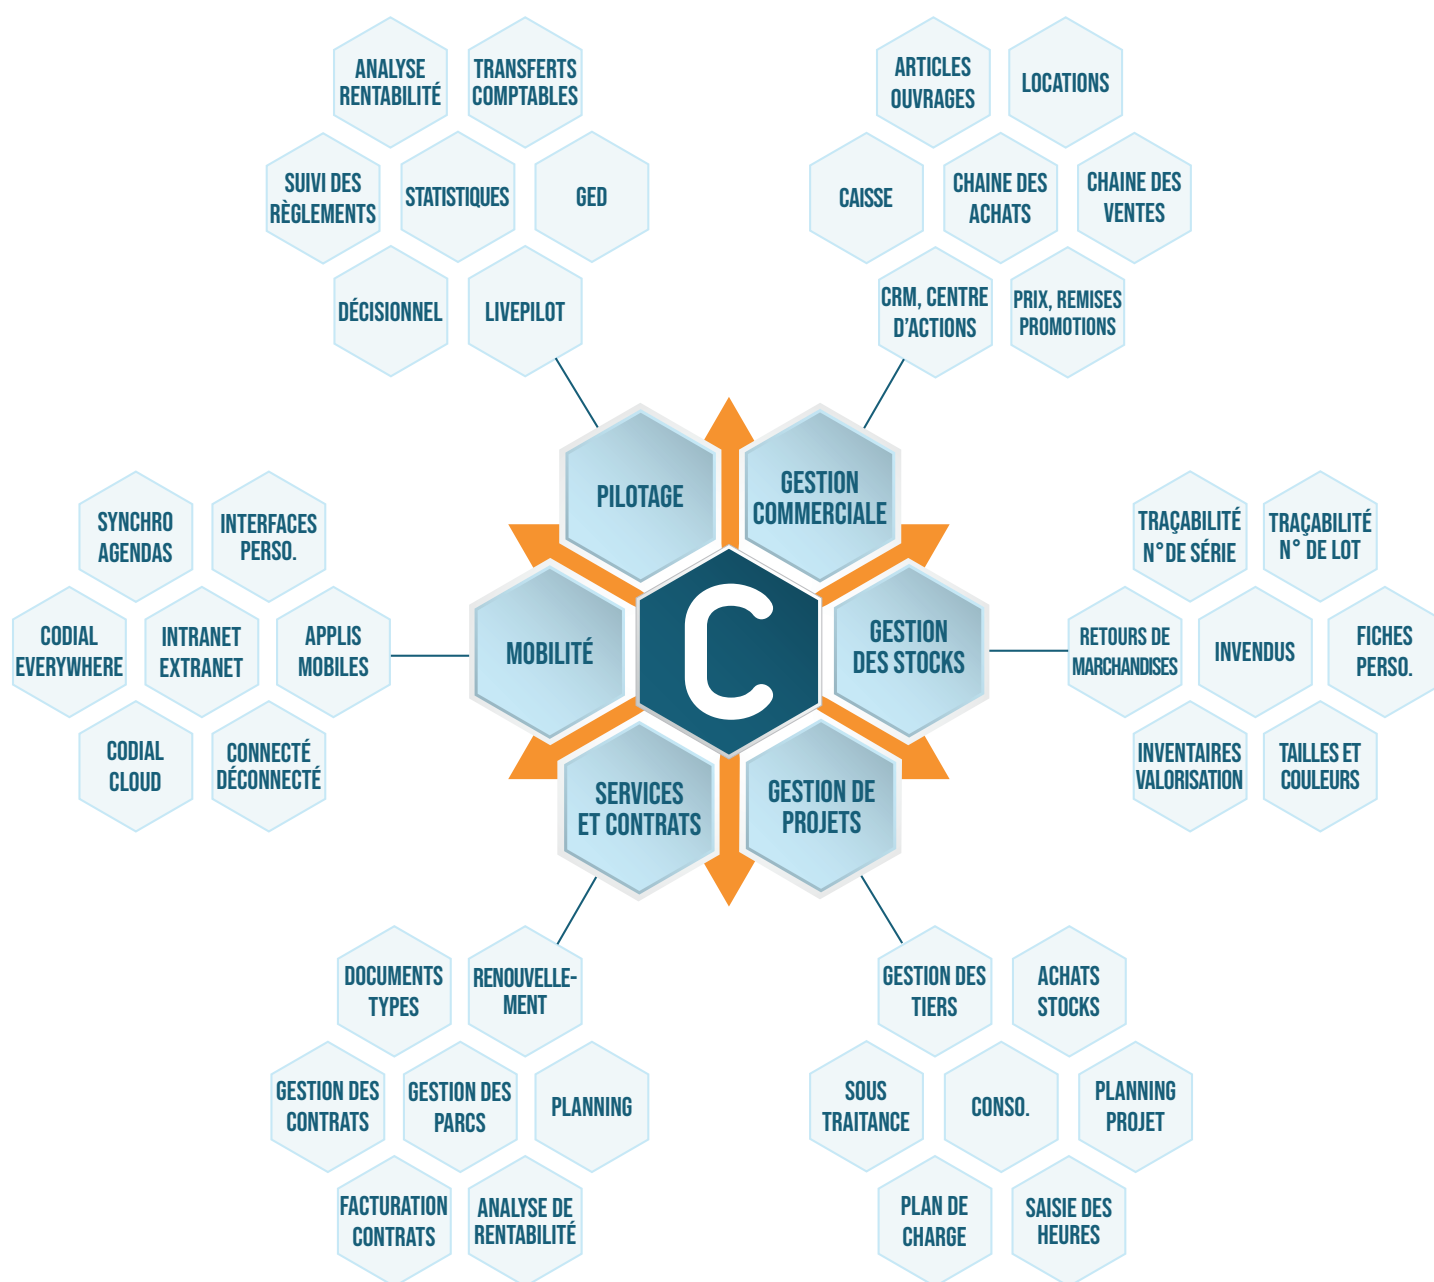 ANALYSE
RENTABILITÉ
TRANSFERTS
COMPTABLES
SUIVI DES
RÈGLEMENTS
STATISTIQUES
GED
DÉCISIONNEL
LIVEPILOT
ARTICLES
OUVRAGES
LOCATIONS
CAISSE
CHAINE DES
ACHATS
CHAINE DES
VENTES
CRM, CENTRE
D'ACTIONS
PRIX, REMISES
PROMOTIONS
PILOTAGE
GESTION
COMMERCIALE
SYNCHRO
AGENDAS
INTERFACES
PERSO.
CODIAL
EVERYWHERE
INTRANET
EXTRANET
APPLIS
MOBILES
CODIAL
CLOUD
CONNECTÉ
DÉCONNECTÉ
MOBILITÉ
C
GESTION
DES STOCKS
TRAÇABILITÉ
N°DE SÉRIE
TRAÇABILITÉ
N° DE LOT
RETOURS DE
MARCHANDISES
INVENDUS
FICHES
PERSO.
INVENTAIRES
VALORISATION
TAILLES ET
COULEURS
SERVICES
ET CONTRATS
GESTION DE
PROJETS
DOCUMENTS
TYPES
RENOUVELLE-
MENT
GESTION DES
CONTRATS
GESTION DES
PARCS
PLANNING
FACTURATION
CONTRATS
ANALYSE DE
RENTABILITÉ
GESTION DES
TIERS
ACHATS
STOCKS
SOUS
TRAITANCE
CONSO.
PLANNING
PROJET
PLAN DE
CHARGE
SAISIE DES
HEURES